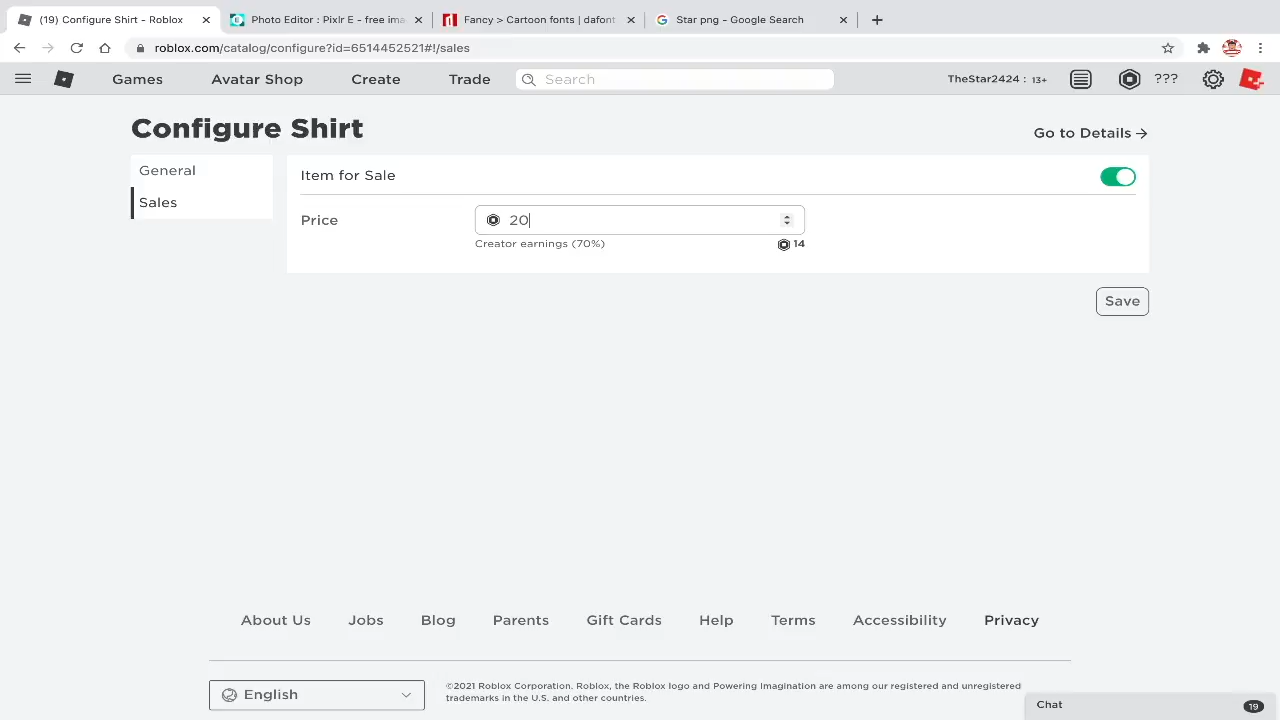 (19) Configure Shirt - Roblox
Photo Editor : Pixlr E - free ima
Fancy > Cartoon fonts | dafont
Star png - Google Search
roblox.com/catalog/configure?id=6514452521#!/sales
Games Avatar Shop Create Trade Search TheStar2424 : 13+ ???
Configure Shirt
Go to Details
General
Sales
Item for Sale
Price
20
Creator earnings (70%)
14
Save
About Us Jobs Blog Parents Gift Cards Help Terms Accessibility Privacy
English
©2021 Roblox Corporation. Roblox, the Roblox logo and Powering Imagination are among our registered and unregistered
trademarks in the U.S. and other countries.
Chat
19